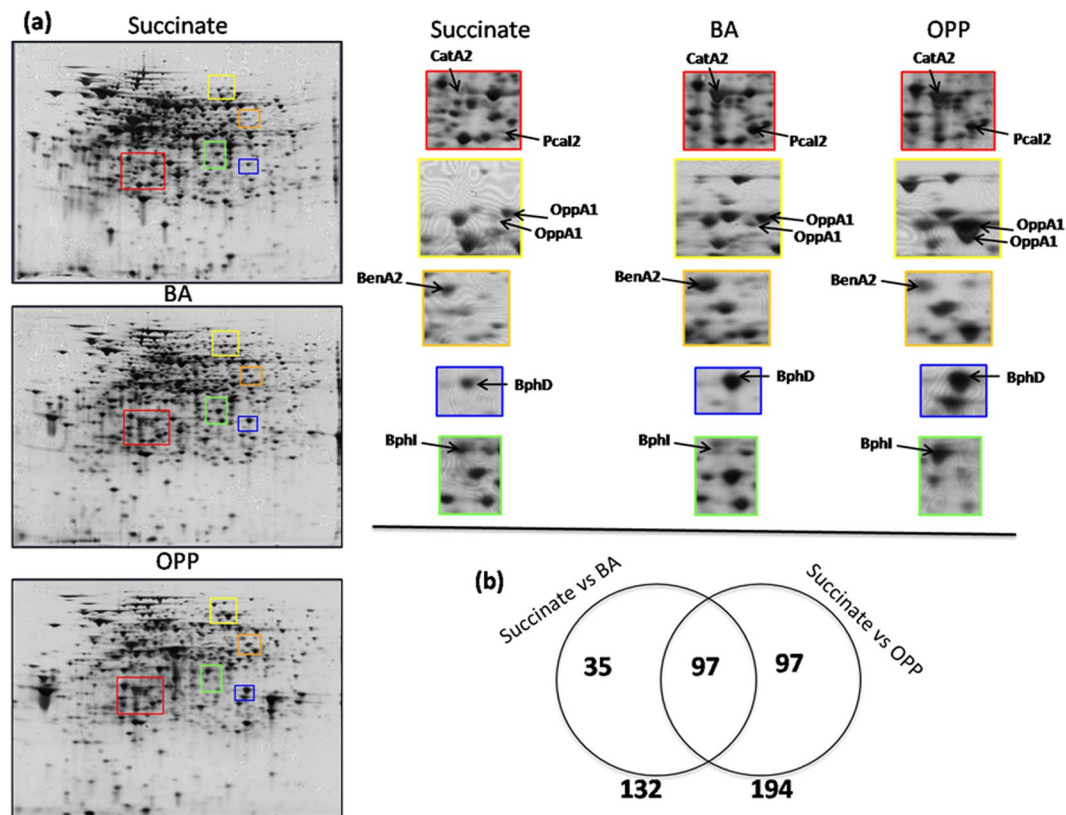 (a)
Succinate
BA
OPP
Succinate
BA
OPP
CatA2
CatA2
CatA2
PcaI2
PcaI2
PcaI2
OppA1
OppA1
OppA1
OppA1
OppA1
OppA1
BenA2
BenA2
BenA2
BphD
BphD
BphD
BphI
BphI
BphI
(b)
Succinate vs BA
Succinate vs OPP
35
97
97
132
194